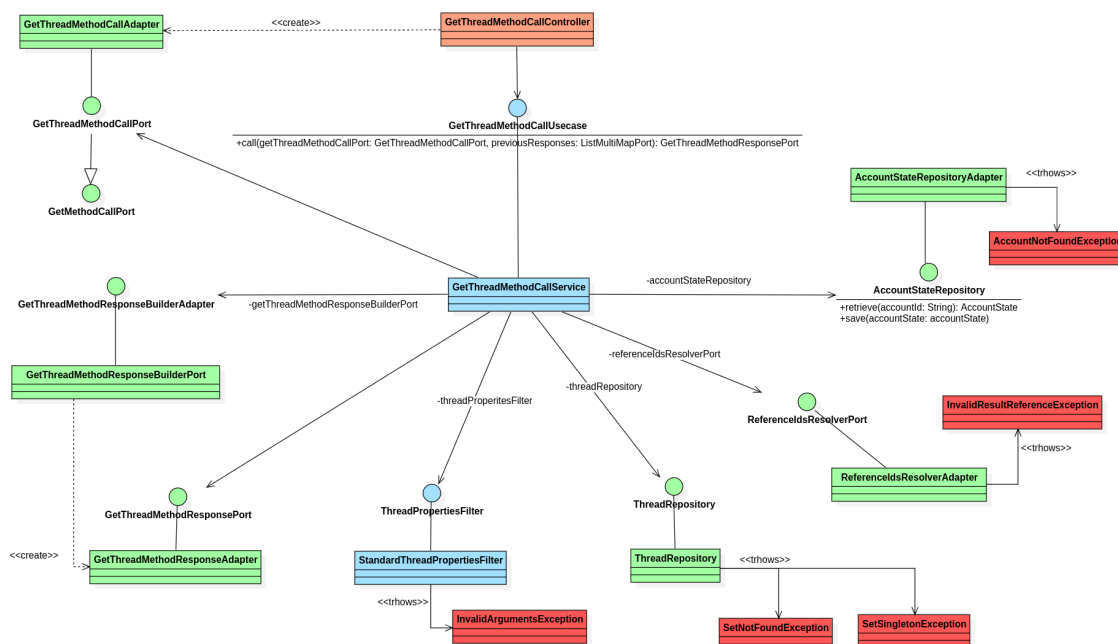 GetThreadMethodCallAdapter
<<create>>
GetThreadMethodCallController
GetThreadMethodCallPort
GetThreadMethodCallUsecase
+call(getThreadMethodCallPort: GetThreadMethodCallPort, previousResponses: ListMultiMapPort): GetThreadMethodResponsePort
GetMethodCallPort
AccountStateRepositoryAdapter
<<trhows>>
AccountNotFoundException
GetThreadMethodCallService
-accountStateRepository
AccountStateRepository
+retrieve(accountId: String): AccountState
+save(accountState: accountState)
GetThreadMethodResponseBuilderAdapter
-getThreadMethodResponseBuilderPort
GetThreadMethodResponseBuilderPort
-referenceIdsResolverPort
-threadRepository
-threadProperitesFilter
ReferenceIdsResolverPort
InvalidResultReferenceException
<<trhows>>
ReferenceIdsResolverAdapter
GetThreadMethodResponsePort
ThreadPropertiesFilter
ThreadRepository
<<create>>
GetThreadMethodResponseAdapter
StandardThreadPropertiesFilter
ThreadRepository
<<trhows>>
<<trhows>>
InvalidArgumentsException
SetNotFoundException
SetSingletonException